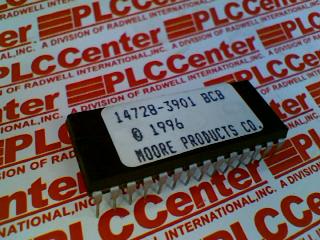 PLCCenter
A DIVISION OF RADWELL INTERNATIONAL, INC.
14728-3901 BCB
© 1996
MOORE PRODUCTS CO.